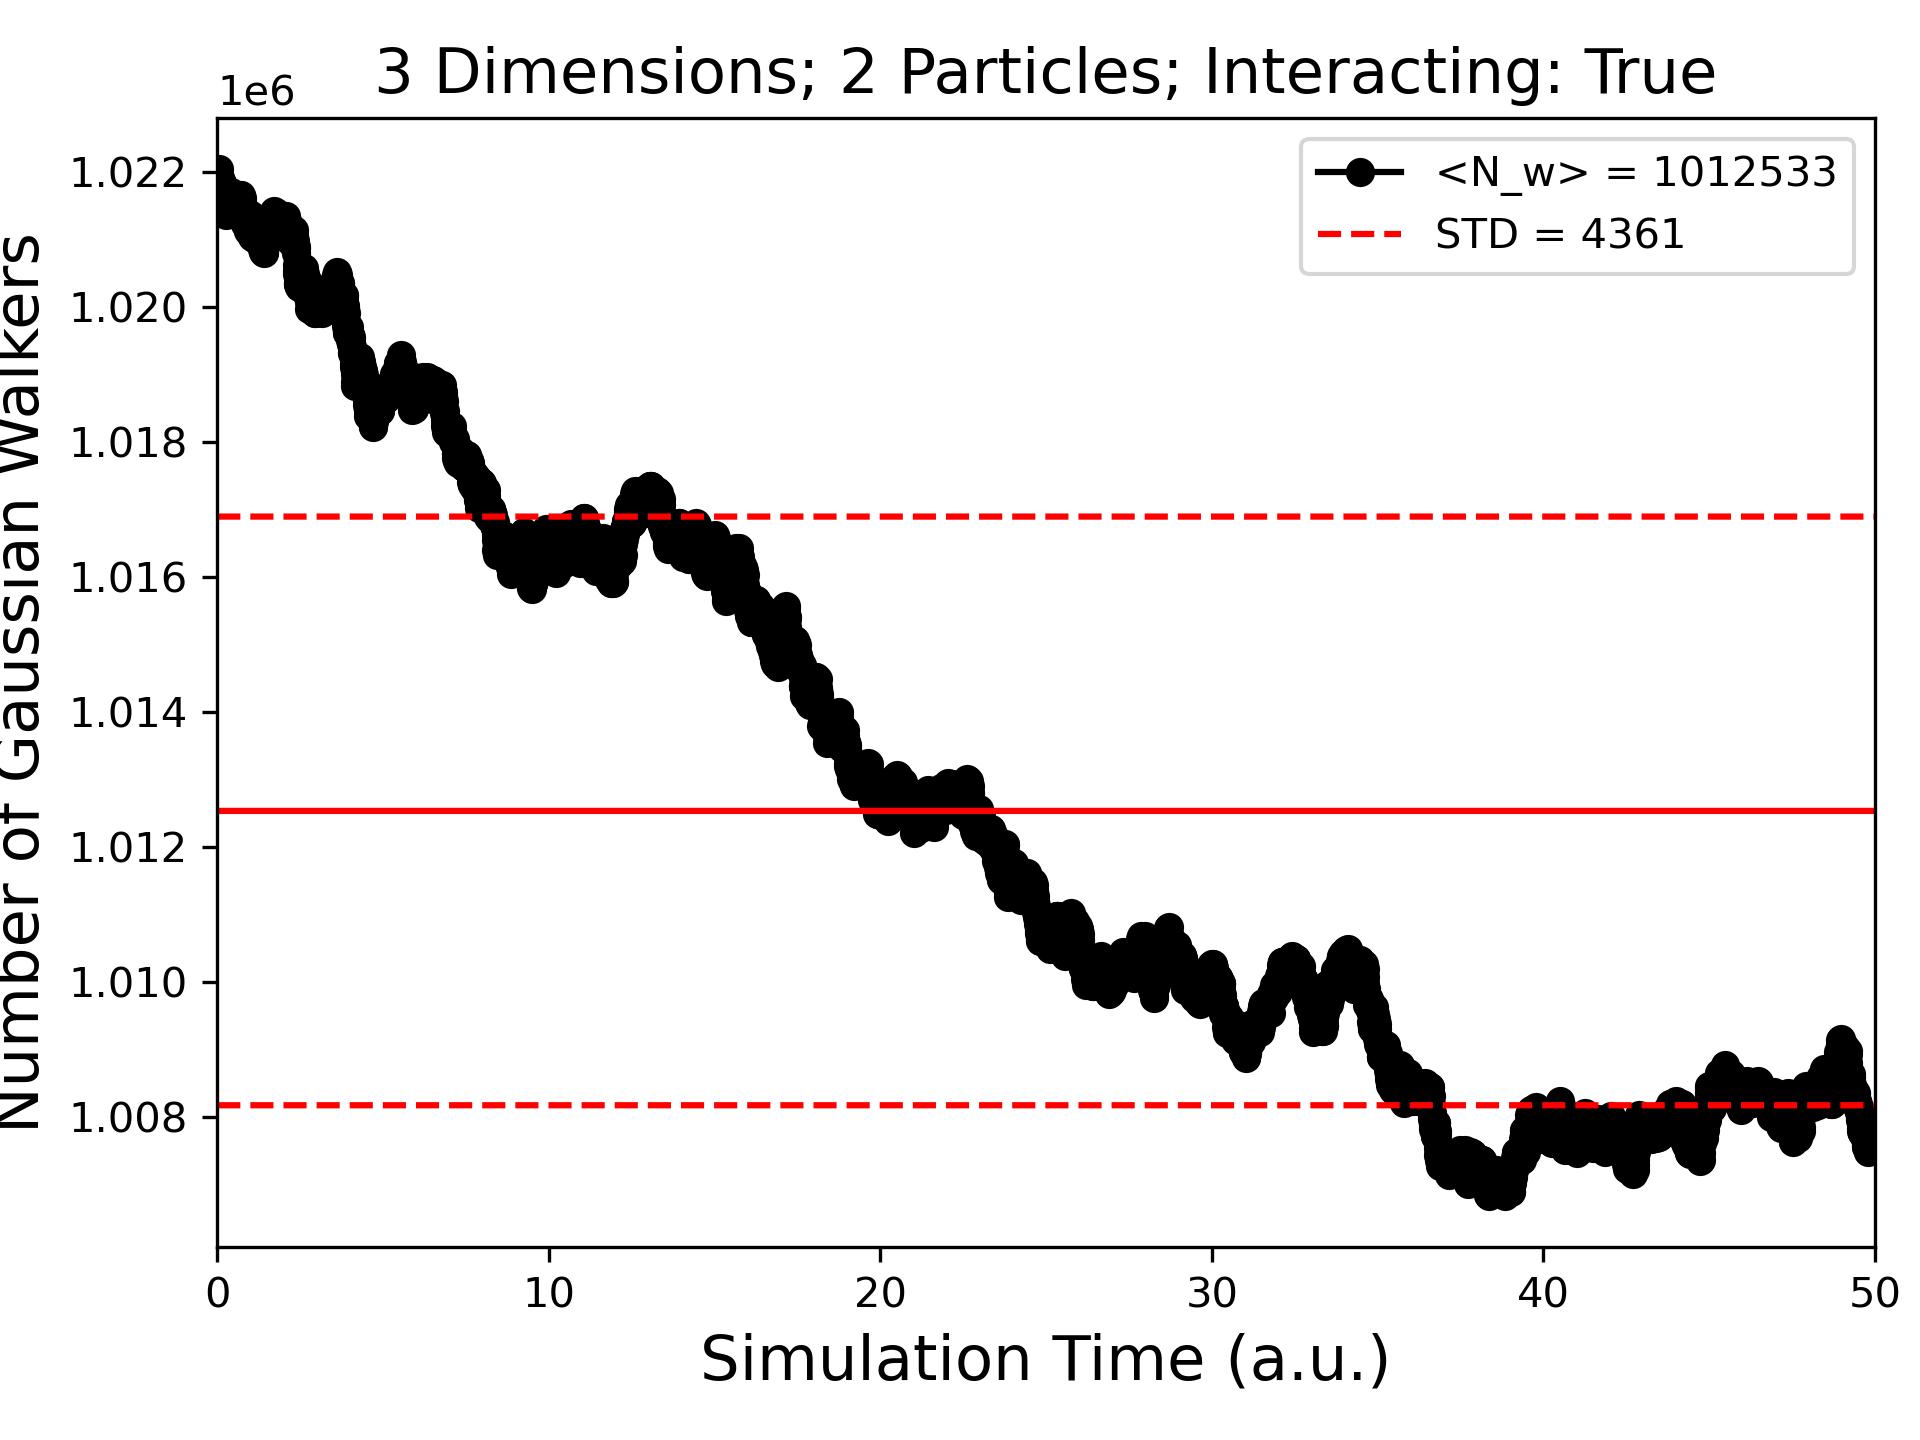 3 Dimensions; 2 Particles; Interacting: True
1e6
<N_w> = 1012533
STD = 4361
Number of Gaussian Walkers
1.022
1.020
1.018
1.016
1.014
1.012
1.010
1.008
0 10 20 30 40 50
Simulation Time (a.u.)